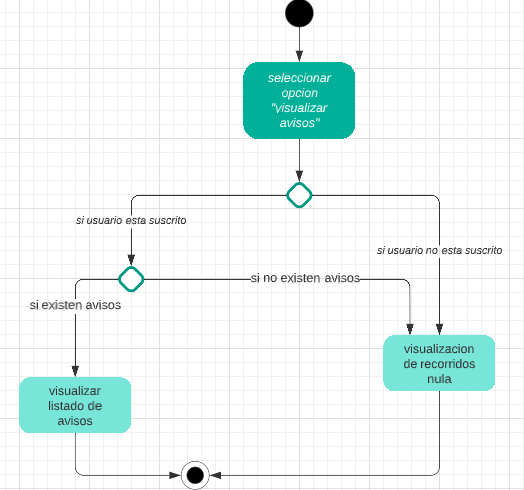 seleccionar
opcion
"visualizar
avisos"
si usuario esta suscrito
si usuario no esta suscrito
si no existen avisos
si existen avisos
visualizacion
de recorridos
nula
visualizar
listado de
avisos